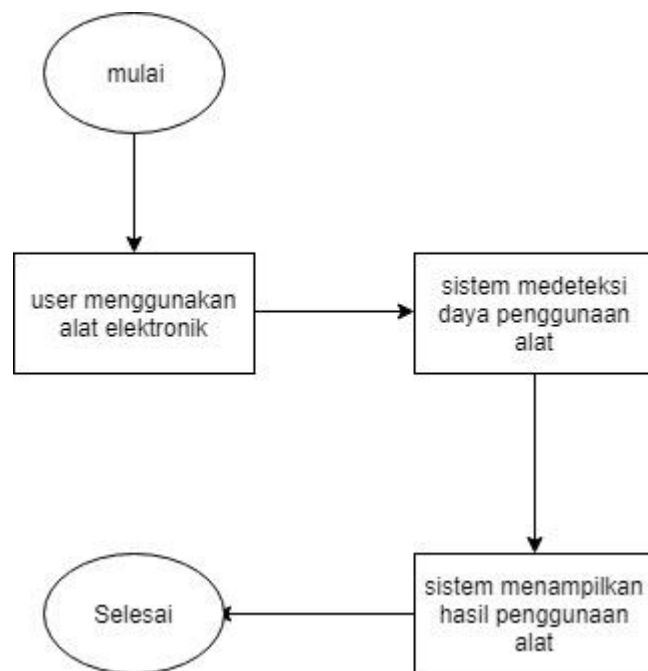 mulai
user menggunakan
alat elektronik
sistem medeteksi
daya penggunaan
alat
sistem menampilkan
hasil penggunaan
alat
Selesai